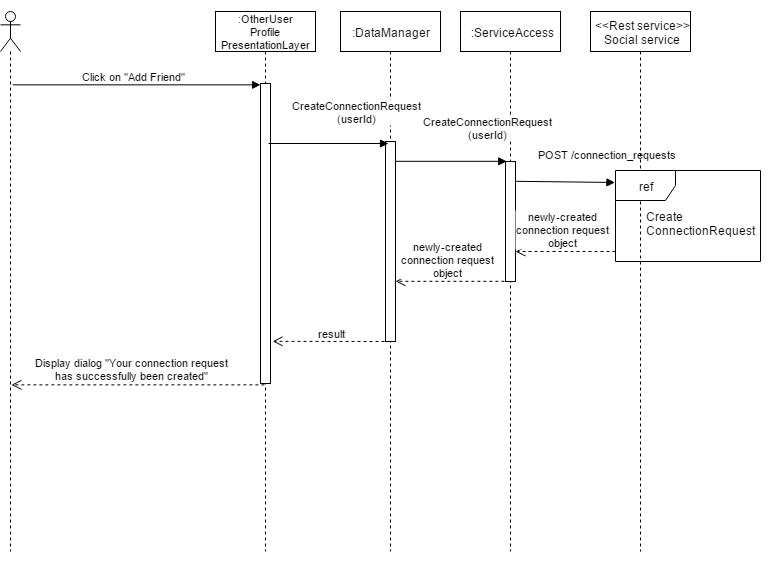 :OtherUser
Profile
PresentationLayer
:DataManager
:ServiceAccess
<<Rest service>>
Social service
Click on "Add Friend"
CreateConnectionRequest
(userId)
CreateConnectionRequest
(userId)
POST /connection_requests
ref
Create
ConnectionRequest
newly-created
connection request
object
newly-created
connection request
object
result
Display dialog "Your connection request
has successfully been created"